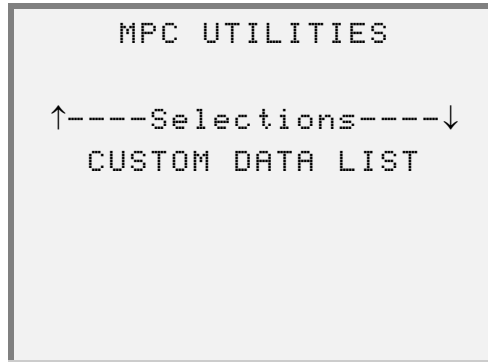 MPC UTILITIES
↑----Selections----↓
CUSTOM DATA LIST